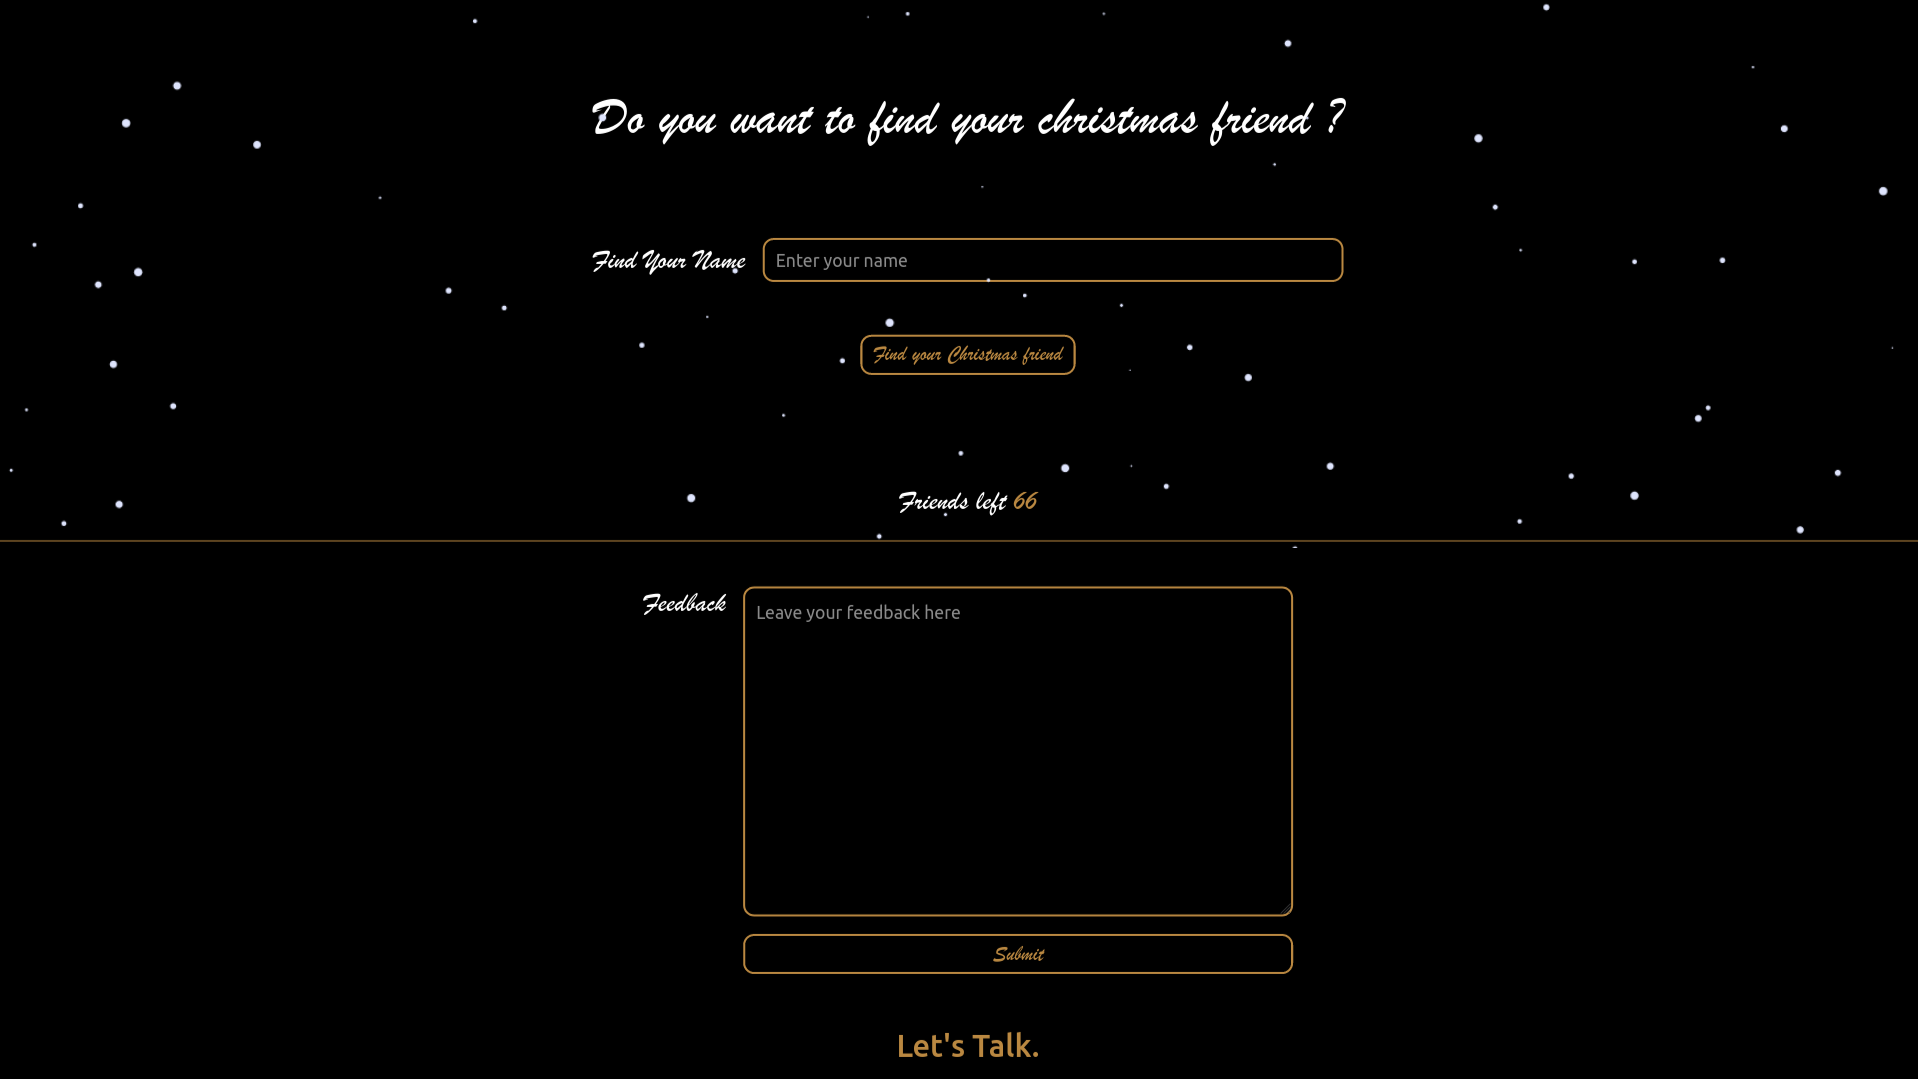 Do you want to find your christmas friend ?
Find Your Name
Enter your name
Find your Christmas friend
Friends left 66
Feedback
Leave your feedback here
Submit
Let's Talk.